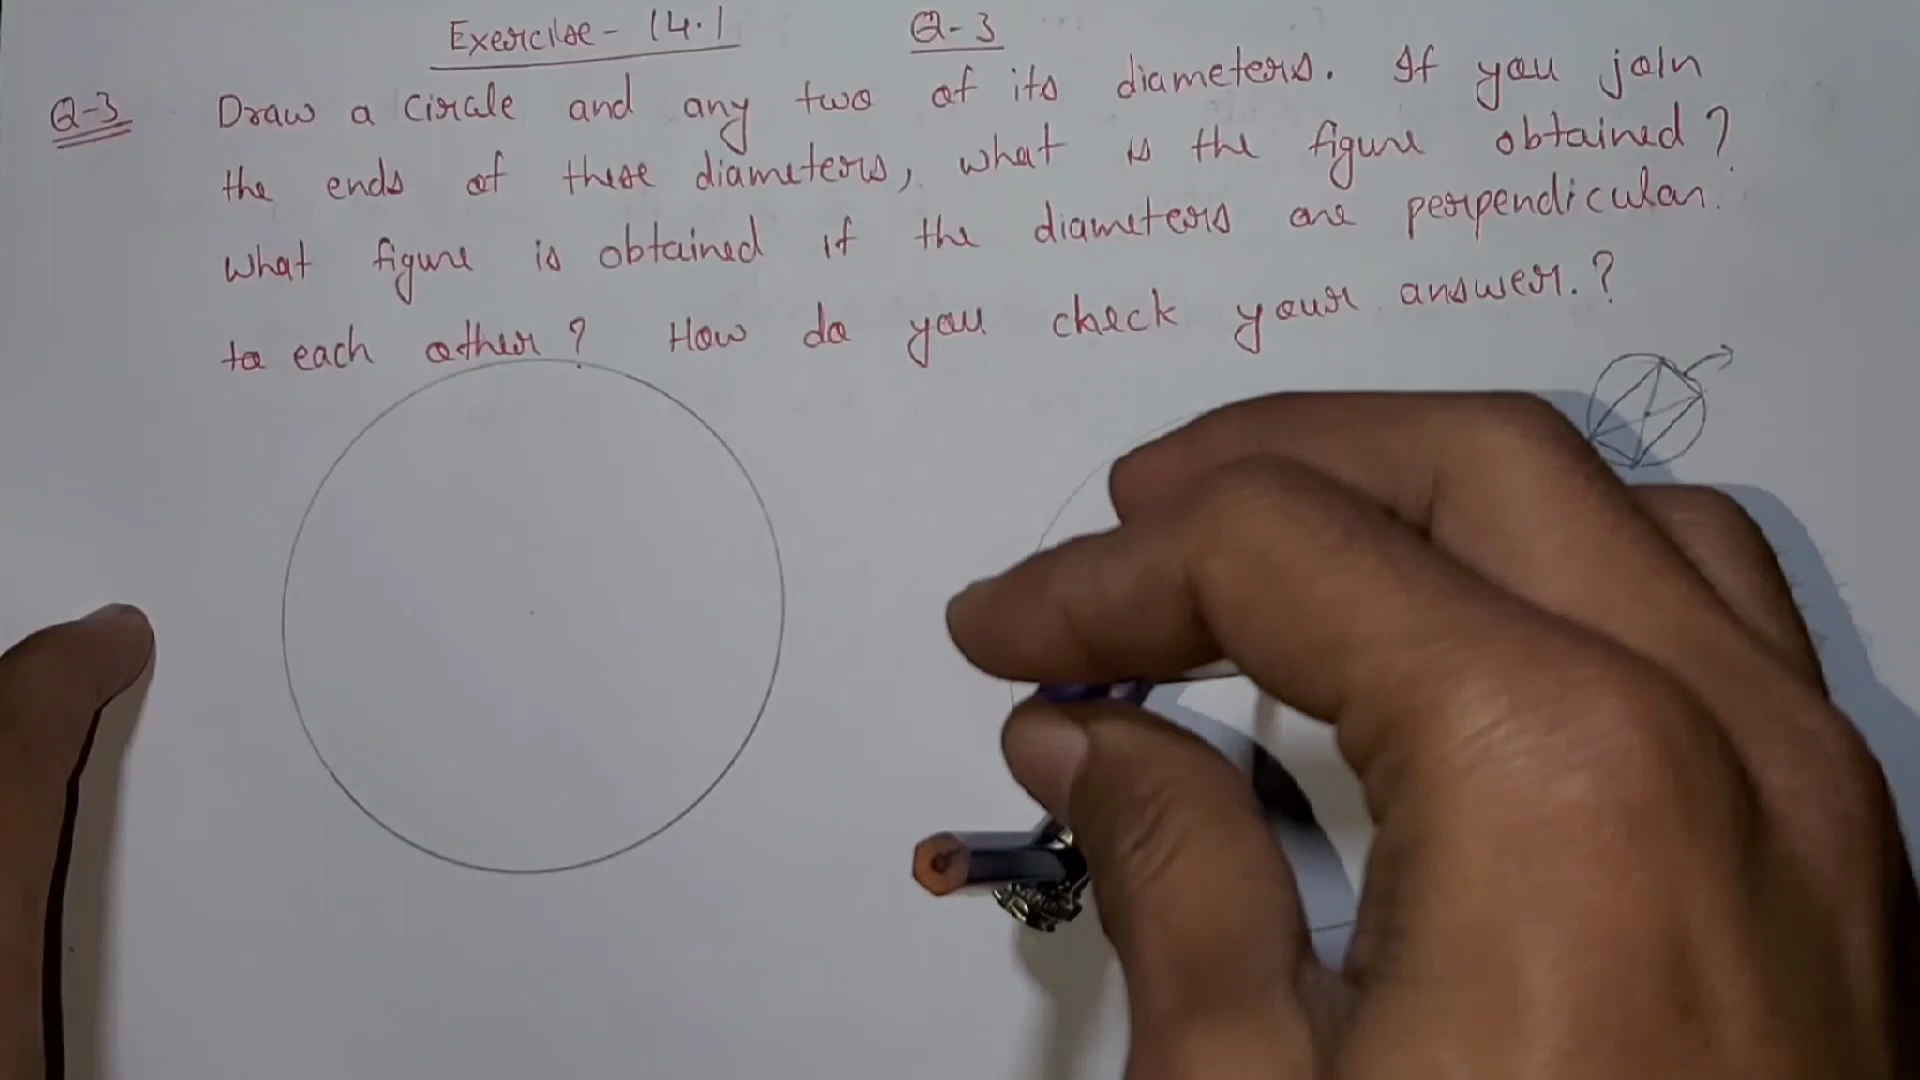 Exercise - 14.1 Q-3
Q-3 Draw a circle and any two of its diameters. If you join
the ends of these diameters, what is the figure obtained?
What figure is obtained if the diameters are perpendicular
to each other? How do you check your answer.?